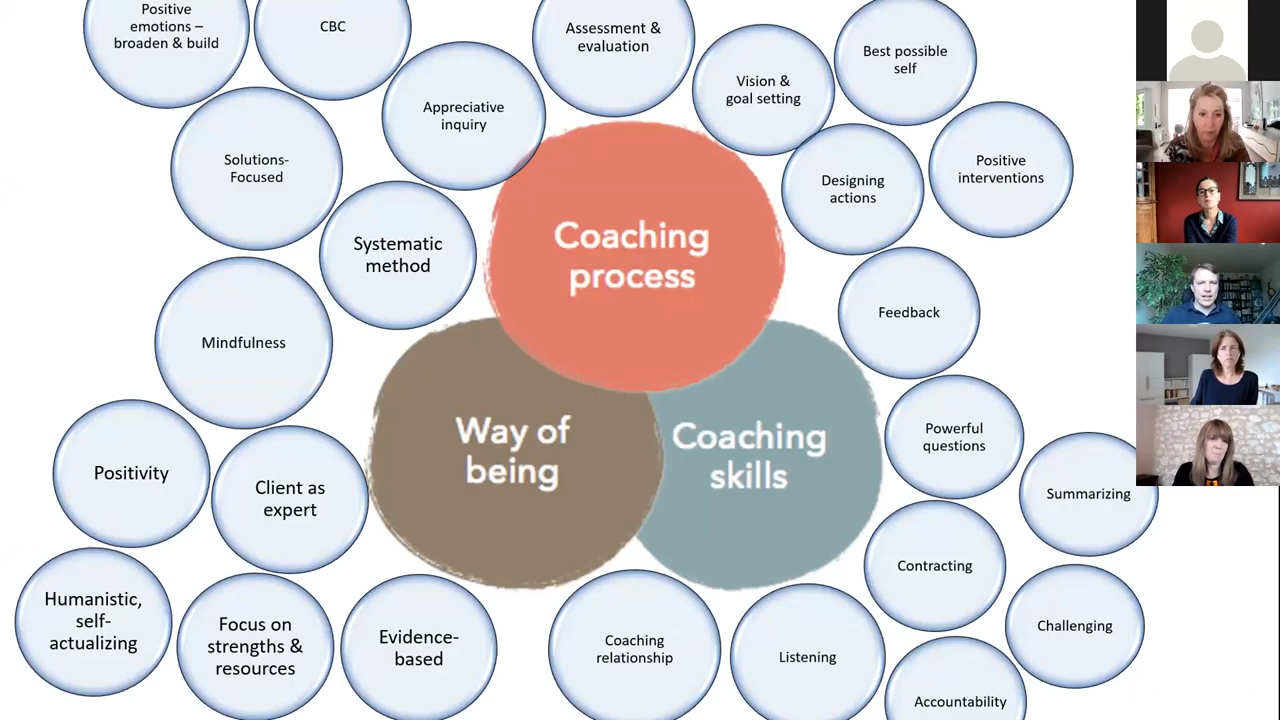 Positive
emotions –
broaden & build
CBC
Assessment &
evaluation
Best possible
self
Vision &
goal setting
Appreciative
inquiry
Solutions-
Focused
Designing
actions
Positive
interventions
Systematic
method
Coaching
process
Feedback
Mindfulness
Way of
being
Coaching
skills
Powerful
questions
Positivity
Client as
expert
Summarizing
Contracting
Humanistic,
self-
actualizing
Focus on
strengths &
resources
Evidence-
based
Coaching
relationship
Listening
Challenging
Accountability